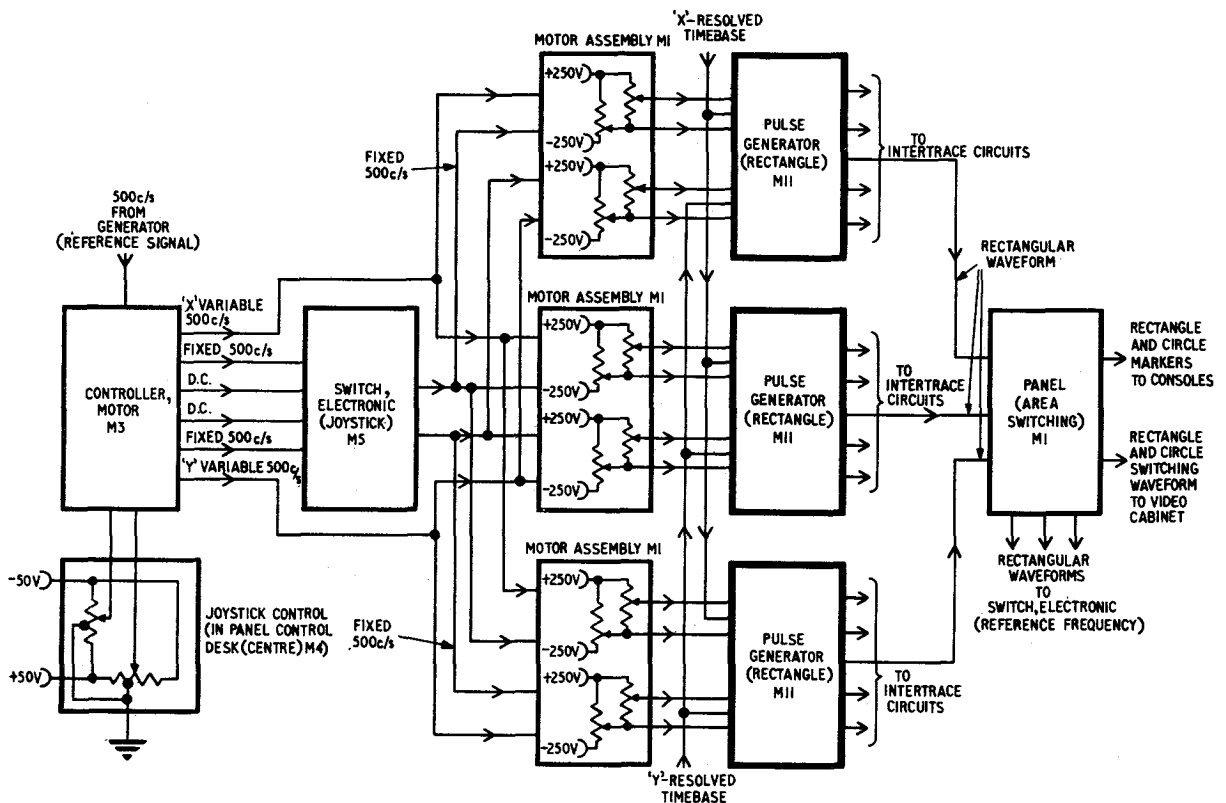 'X'-RESOLVED
TIMEBASE
MOTOR ASSEMBLY MI
+250V
-250V
+250V
-250V
PULSE
GENERATOR
(RECTANGLE)
MII
TO
INTERTRACE CIRCUITS
FIXED
500c/s
500c/s
FROM
GENERATOR
(REFERENCE SIGNAL)
RECTANGULAR
WAVEFORM
'X' VARIABLE
500c/s
FIXED 500c/s
D.C.
D.C.
FIXED 500c/s
'Y' VARIABLE 500c/s
CONTROLLER,
MOTOR
M3
SWITCH,
ELECTRONIC
(JOYSTICK)
M5
MOTOR ASSEMBLY MI
+250V
-250V
+250V
-250V
PULSE
GENERATOR
(RECTANGLE)
MII
TO
INTERTRACE
CIRCUITS
PANEL
(AREA
SWITCHING)
MI
RECTANGLE
AND CIRCLE
MARKERS
TO CONSOLES
RECTANGLE
AND CIRCLE
SWITCHING
WAVEFORM
TO VIDEO
CABINET
RECTANGULAR
WAVEFORMS
TO
SWITCH, ELECTRONIC
(REFERENCE FREQUENCY)
-50V
+50V
JOYSTICK CONTROL
(IN PANEL CONTROL
DESK (CENTRE) M4)
FIXED
500c/s
MOTOR ASSEMBLY MI
+250V
-250V
+250V
-250V
PULSE
GENERATOR
(RECTANGLE)
MII
TO
INTERTRACE
CIRCUITS
'Y'-RESOLVED
TIMEBASE